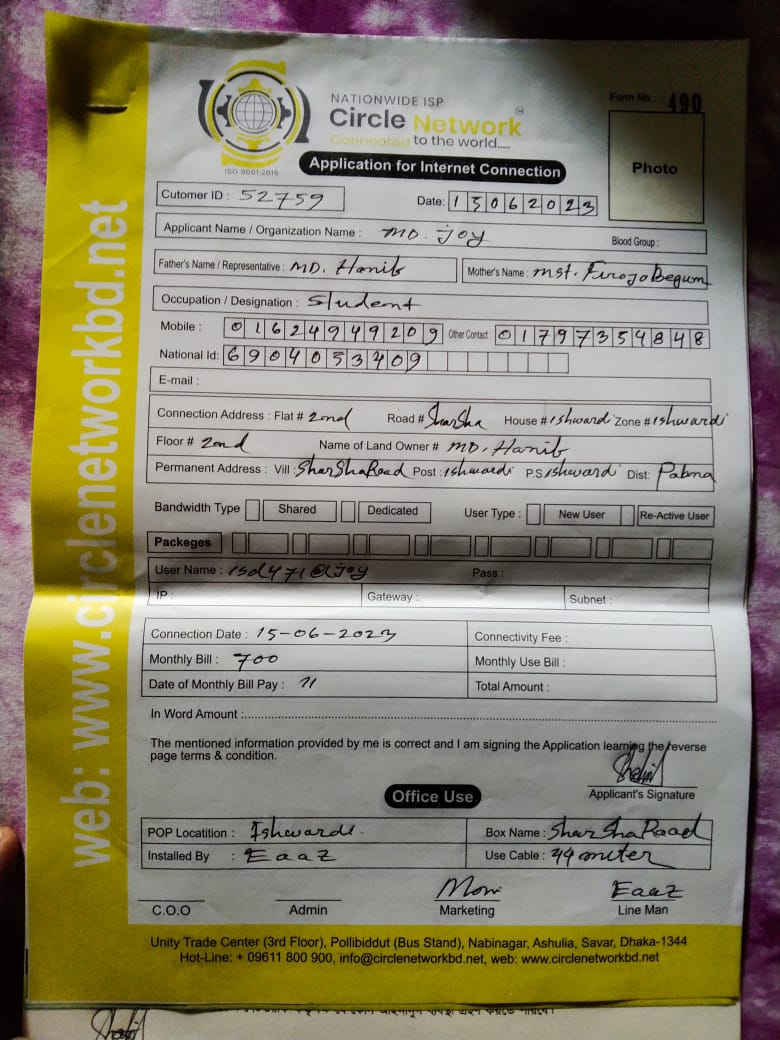 NATIONWIDE ISP
Circle Network
Connected to the world.....
ISO 9001:2015
Form No : 490
Photo
Application for Internet Connection
Cutomer ID : 52759
Date: 15062023
Applicant Name / Organization Name : MD. Joy
Blood Group :
Father's Name / Representative : MD. Hanib Mother's Name : Mst. Furojo Begum
Occupation / Designation : Student
Mobile : 01624949209 Other Contact : 01797354848
National Id: 6904053409
E-mail :
Connection Address : Flat # 2nd Road # SharSha House # Ishwardi Zone # Ishwardi
Floor # 2nd Name of Land Owner # MD. Hanib
Permanent Address : Vill : SharShaRoad Post : Ishwardi P.S Ishwardi Dist: Pabna
Bandwidth Type Shared Dedicated User Type : New User Re-Active User
Packeges
User Name : isd471@joy Pass :
IP : Gateway : Subnet :
Connection Date : 15-06-2023 Connectivity Fee :
Monthly Bill : 700 Monthly Use Bill :
Date of Monthly Bill Pay : 11 Total Amount :
In Word Amount :
The mentioned information provided by me is correct and I am signing the Application learning the reverse
page terms & condition.
Applicant's Signature
Office Use
POP Locatition : Ishwardi. Box Name : SharShaRoad
Installed By : Eaaz Use Cable : 44 meter
Moni Eaaz
C.O.O Admin Marketing Line Man
Unity Trade Center (3rd Floor), Pollibiddut (Bus Stand), Nabinagar, Ashulia, Savar, Dhaka-1344
Hot-Line: + 09611 800 900, info@circlenetworkbd.net, web: www.circlenetworkbd.net
web: www.circlenetworkbd.net